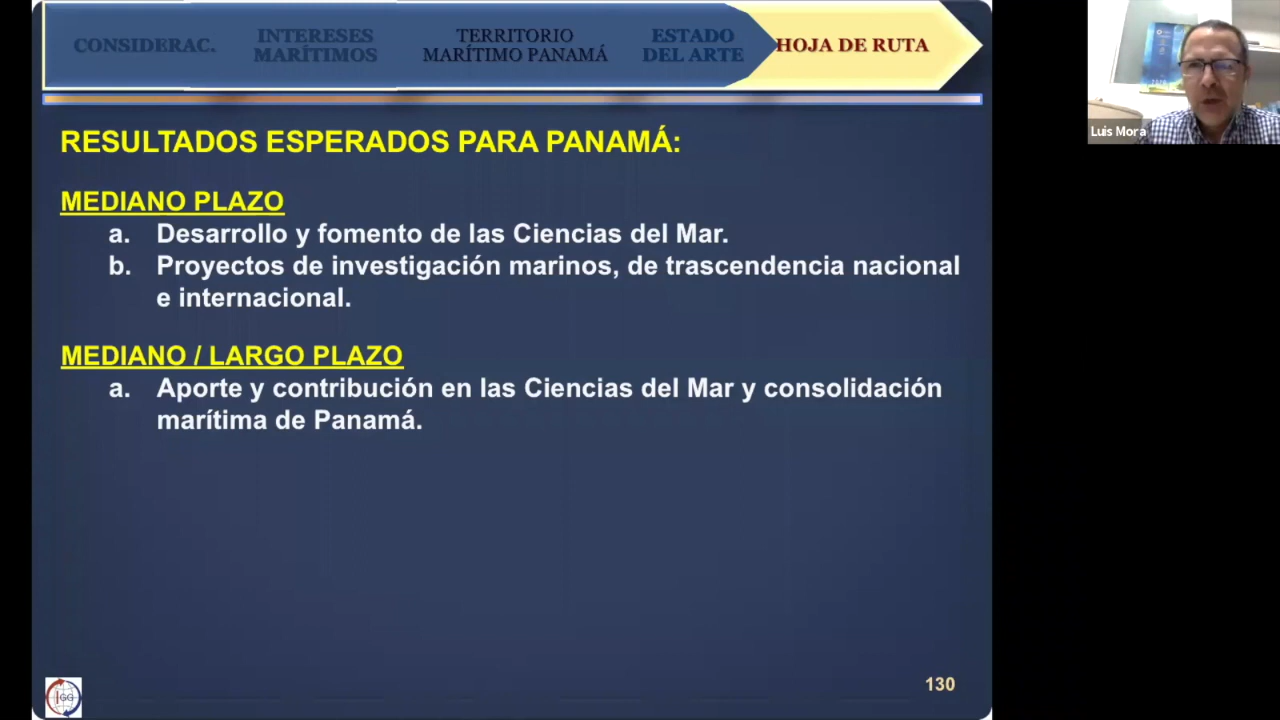 CONSIDERAC.
INTERESES
MARÍTIMOS
TERRITORIO
MARÍTIMO PANAMÁ
ESTADO
DEL ARTE
HOJA DE RUTA
Luis Mora
RESULTADOS ESPERADOS PARA PANAMÁ:
MEDIANO PLAZO
a. Desarrollo y fomento de las Ciencias del Mar.
b. Proyectos de investigación marinos, de trascendencia nacional
e internacional.
MEDIANO / LARGO PLAZO
a. Aporte y contribución en las Ciencias del Mar y consolidación
marítima de Panamá.
IGG
130